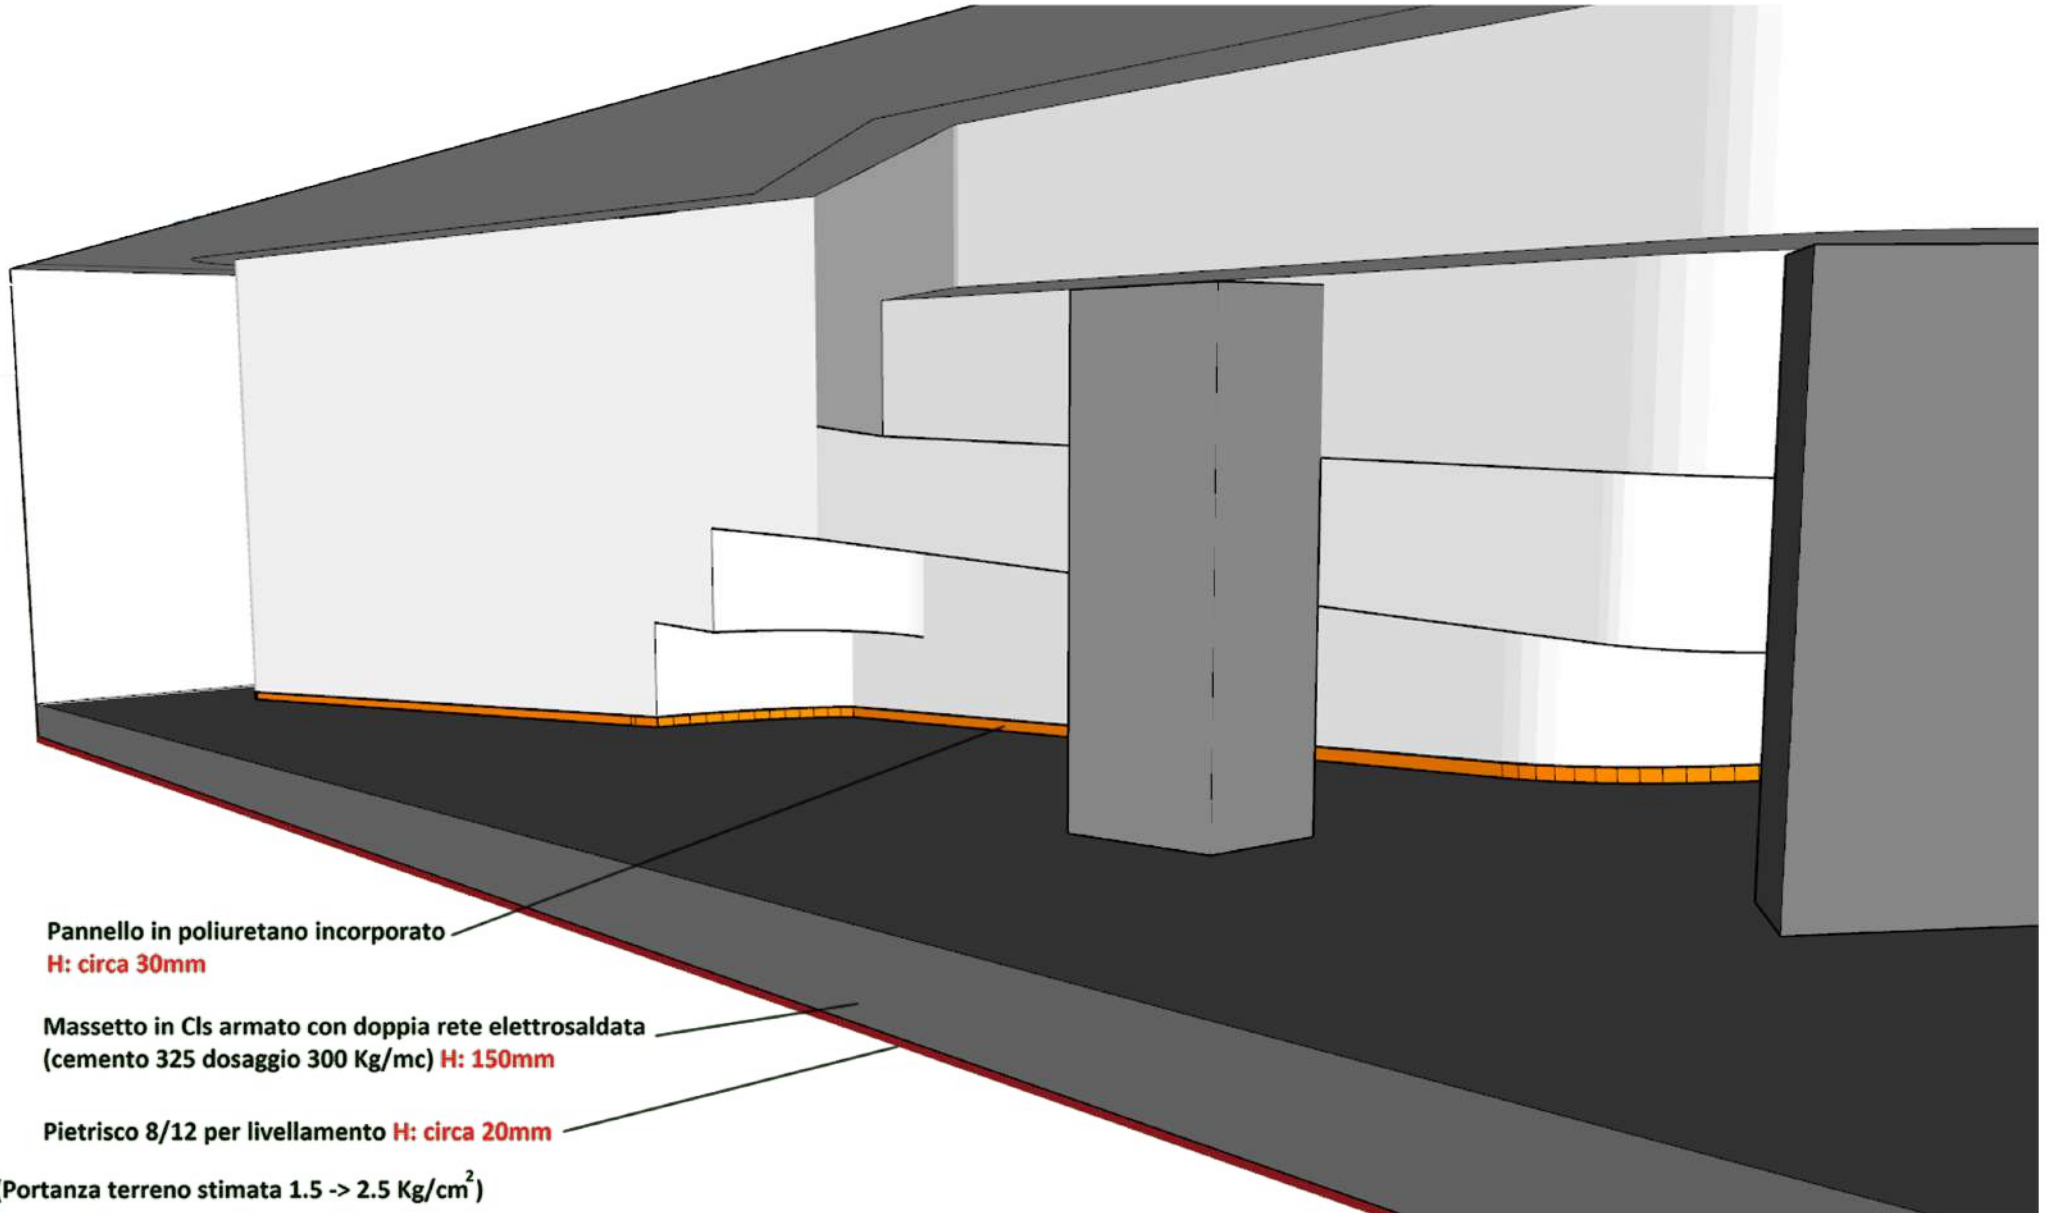 Pannello in poliuretano incorporato
H: circa 30mm
Massetto in Cls armato con doppia rete elettrosaldata
(cemento 325 dosaggio 300 Kg/mc) H: 150mm
Pietrisco 8/12 per livellamento H: circa 20mm
(Portanza terreno stimata 1.5 -> 2.5 Kg/cm²)